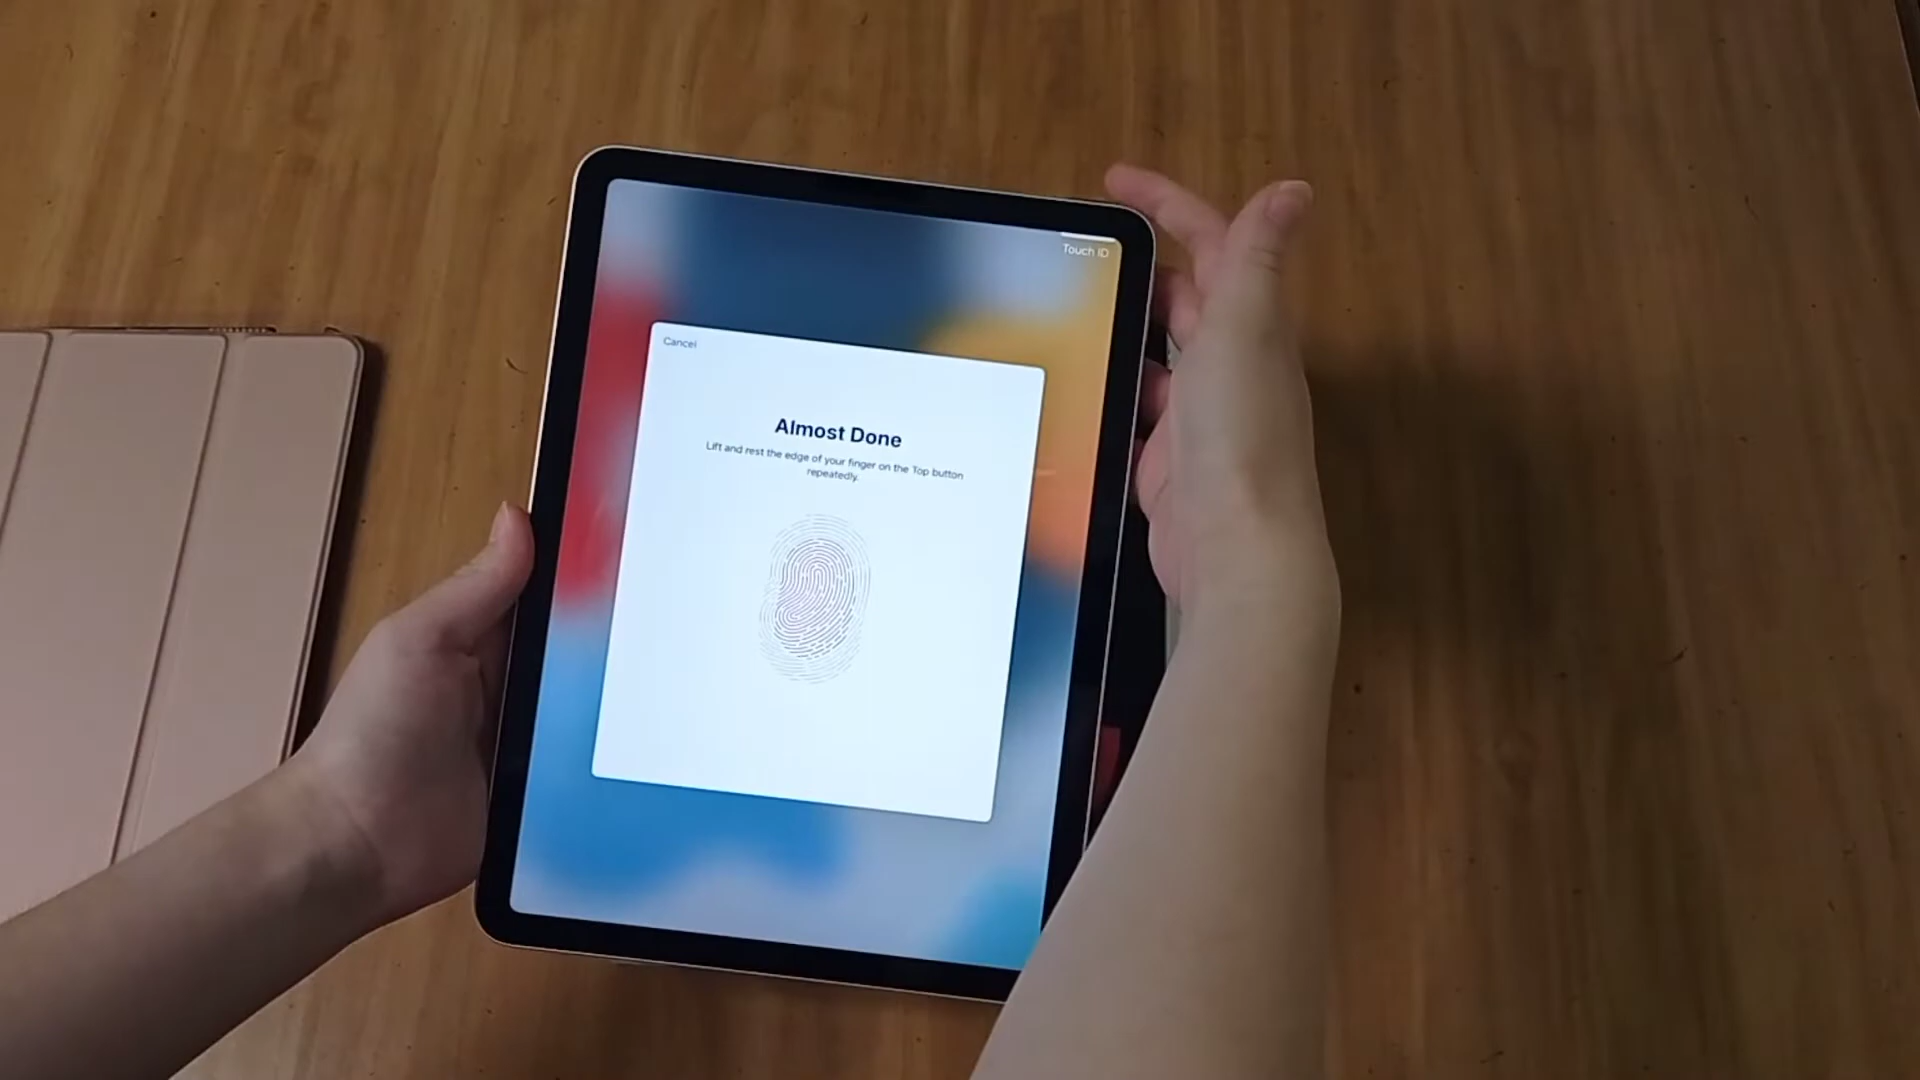 Touch ID
Cancel
Almost Done
Lift and rest the edge of your finger on the Top button
repeatedly.